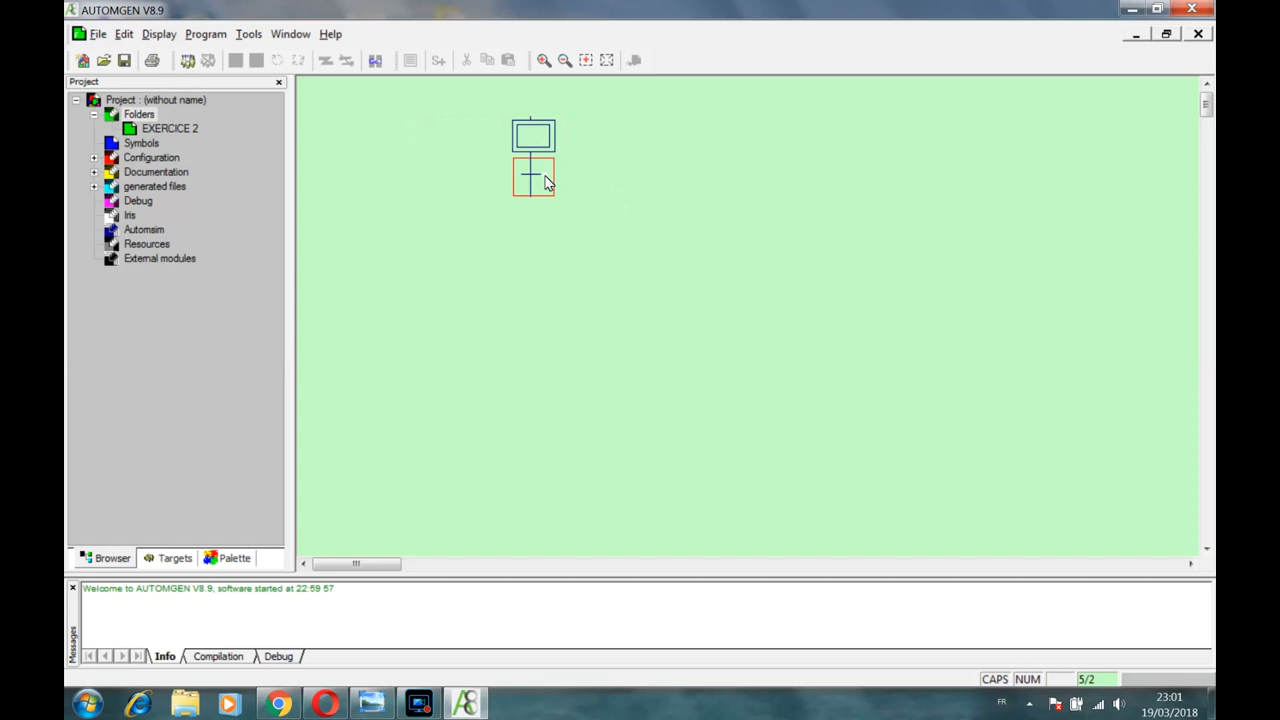 AUTOMGEN V8.9
File Edit Display Program Tools Window Help
Project
Project : (without name)
Folders
EXERCICE 2
Symbols
Configuration
Documentation
generated files
Debug
Iris
Automsim
Resources
External modules
Browser Targets Palette
Messages
Welcome to AUTOMGEN V8.9, software started at 22:59 57
Info Compilation Debug
CAPS NUM 5/2
FR 23:01
19/03/2018